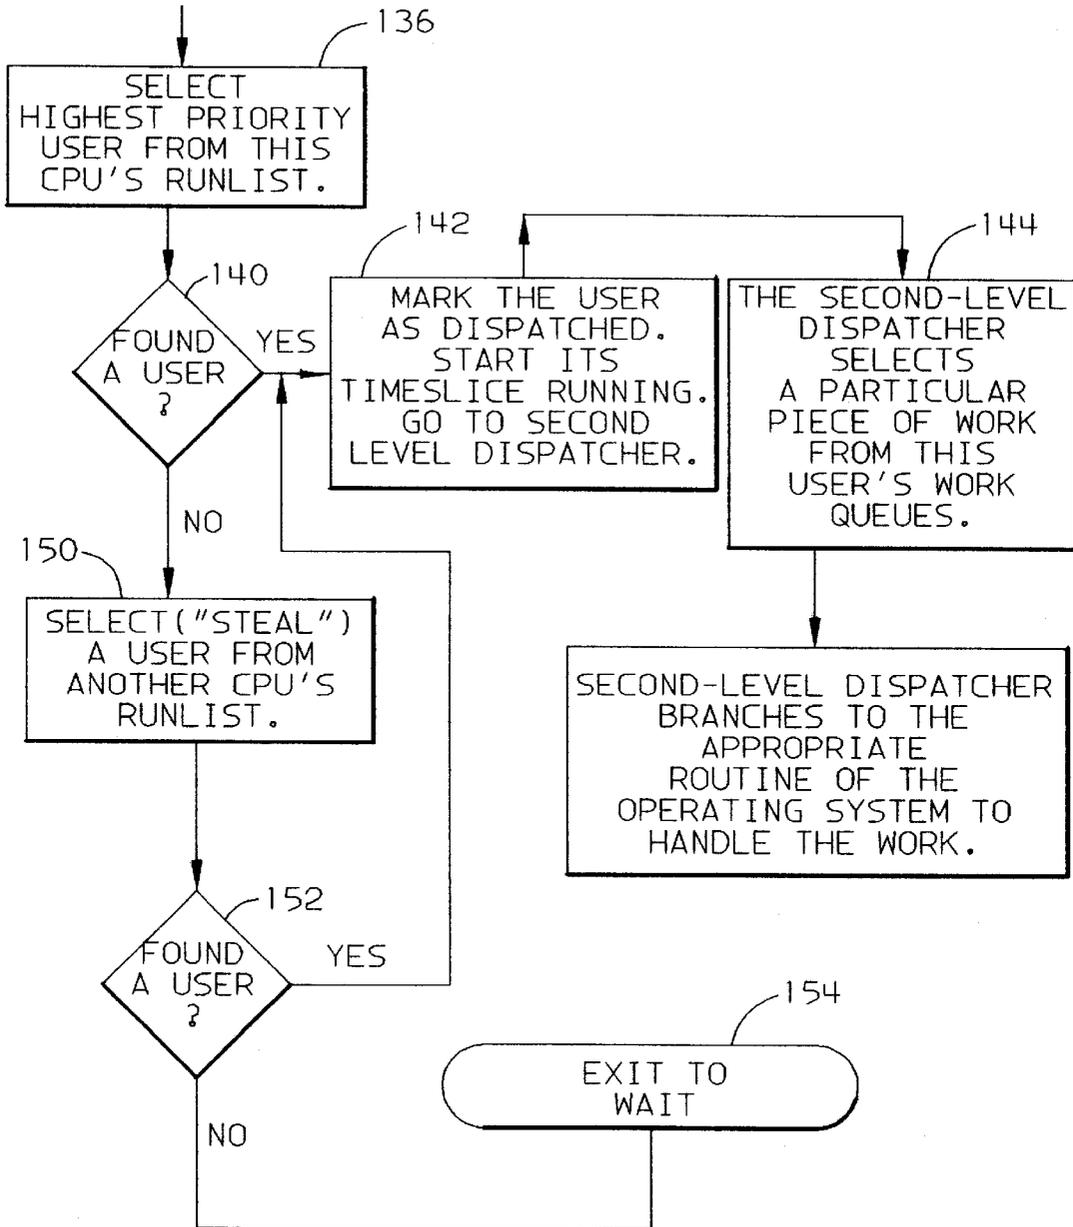 136
SELECT
HIGHEST PRIORITY
USER FROM THIS
CPU'S RUNLIST.
140
FOUND
A USER
?
YES
142
MARK THE USER
AS DISPATCHED.
START ITS
TIMESLICE RUNNING.
GO TO SECOND
LEVEL DISPATCHER.
144
THE SECOND-LEVEL
DISPATCHER
SELECTS
A PARTICULAR
PIECE OF WORK
FROM THIS
USER'S WORK
QUEUES.
NO
150
SELECT("STEAL")
A USER FROM
ANOTHER CPU'S
RUNLIST.
SECOND-LEVEL DISPATCHER
BRANCHES TO THE
APPROPRIATE
ROUTINE OF THE
OPERATING SYSTEM TO
HANDLE THE WORK.
152
FOUND
A USER
?
YES
NO
154
EXIT TO
WAIT